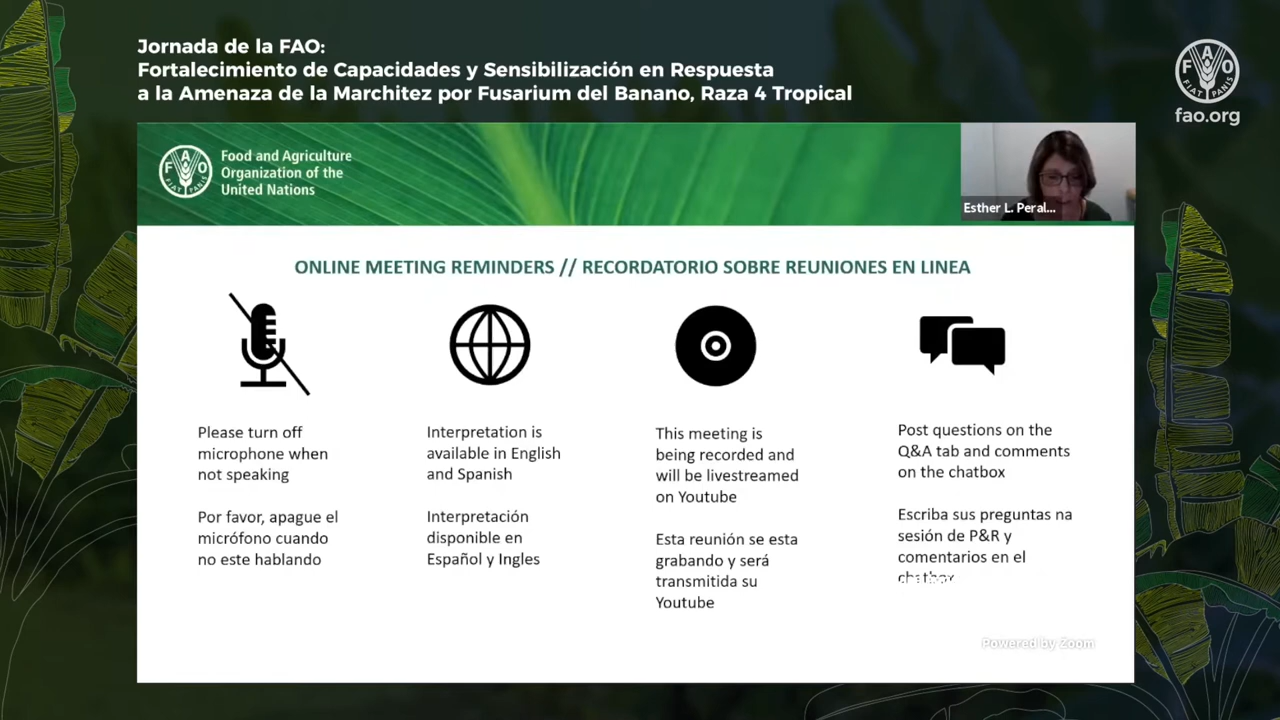 Jornada de la FAO:
Fortalecimiento de Capacidades y Sensibilización en Respuesta
a la Amenaza de la Marchitez por Fusarium del Banano, Raza 4 Tropical
F A O
FIAT PANIS
fao.org
F A O
FIAT PANIS
Food and Agriculture
Organization of the
United Nations
Esther L. Peral...
ONLINE MEETING REMINDERS // RECORDATORIO SOBRE REUNIONES EN LINEA
Please turn off
microphone when
not speaking
Por favor, apague el
micrófono cuando
no este hablando
Interpretation is
available in English
and Spanish
Interpretación
disponible en
Español y Ingles
This meeting is
being recorded and
will be livestreamed
on Youtube
Esta reunión se esta
grabando y será
transmitida su
Youtube
Post questions on the
Q&A tab and comments
on the chatbox
Escriba sus preguntas na
sesión de P&R y
comentarios en el
chatbox
Powered by Zoom